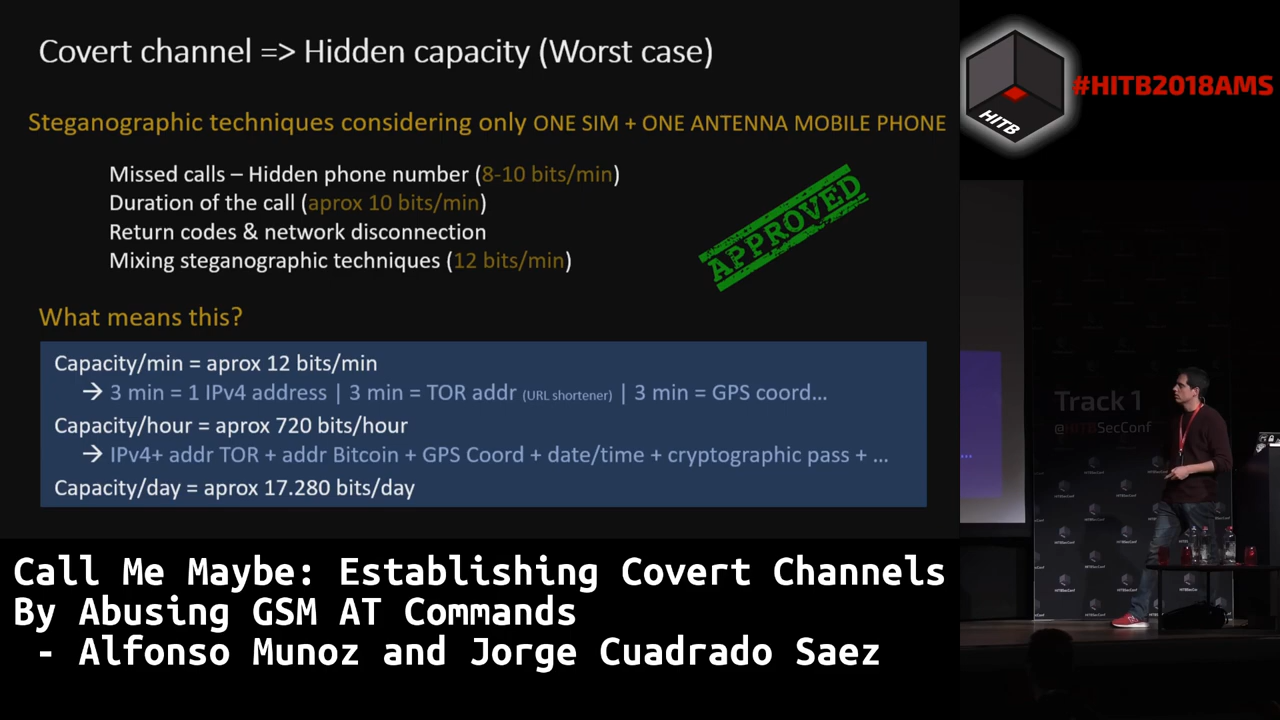 Covert channel => Hidden capacity (Worst case)
Steganographic techniques considering only ONE SIM + ONE ANTENNA MOBILE PHONE
Missed calls – Hidden phone number (8-10 bits/min)
Duration of the call (aprox 10 bits/min)
Return codes & network disconnection
Mixing steganographic techniques (12 bits/min)
APPROVED
What means this?
Capacity/min = aprox 12 bits/min
→ 3 min = 1 IPv4 address | 3 min = TOR addr (URL shortener) | 3 min = GPS coord...
Capacity/hour = aprox 720 bits/hour
→ IPv4+ addr TOR + addr Bitcoin + GPS Coord + date/time + cryptographic pass + ...
Capacity/day = aprox 17.280 bits/day
HITB
#HITB2018AMS
Track 1
@HITBSecConf
Call Me Maybe: Establishing Covert Channels
By Abusing GSM AT Commands
- Alfonso Munoz and Jorge Cuadrado Saez